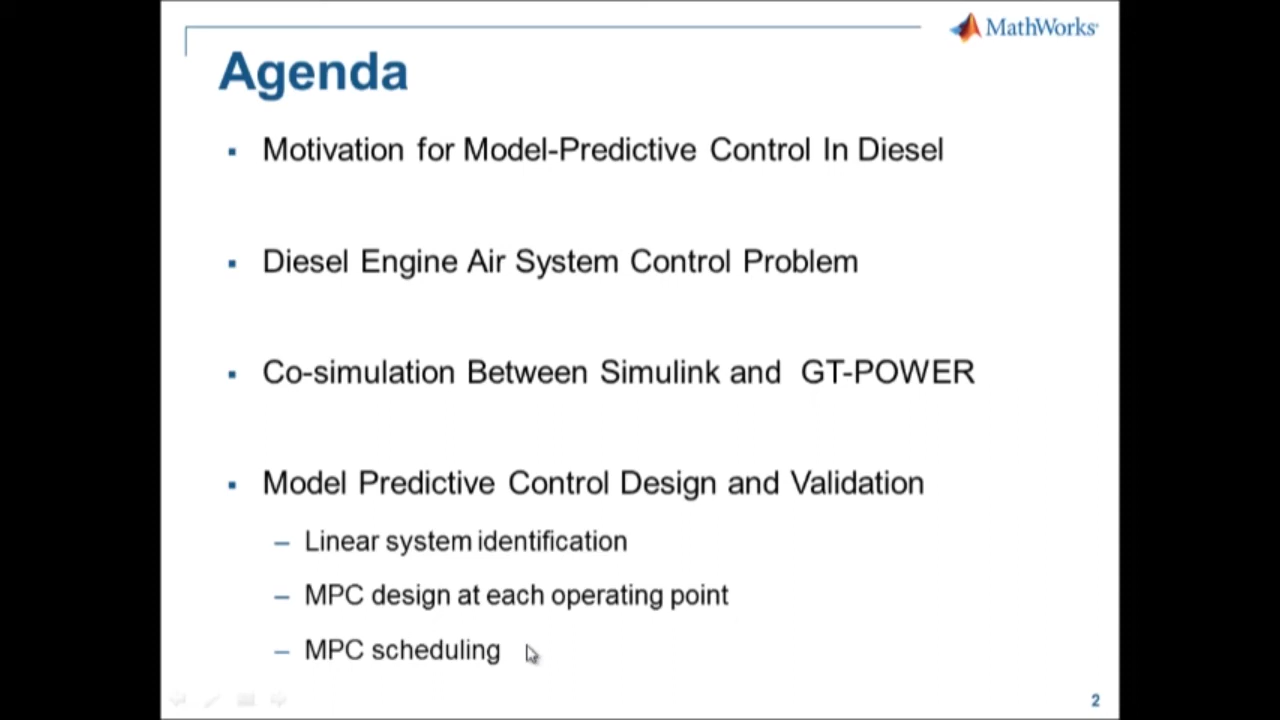 MathWorks
Agenda
Motivation for Model-Predictive Control In Diesel
Diesel Engine Air System Control Problem
Co-simulation Between Simulink and GT-POWER
Model Predictive Control Design and Validation
– Linear system identification
– MPC design at each operating point
– MPC scheduling
2